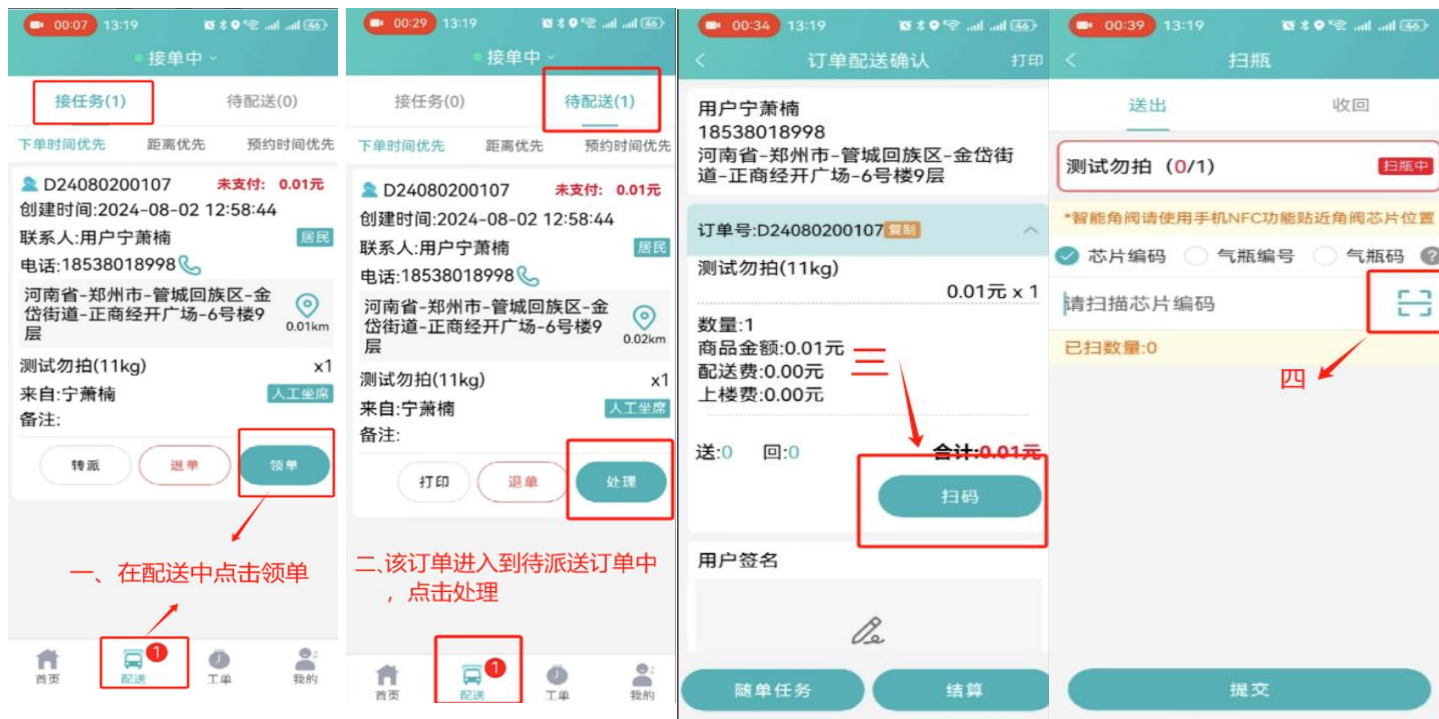 00:07 13:19 46
接单中
接任务(1) 待配送(0)
下单时间优先 距离优先 预约时间优先
D24080200107 未支付: 0.01元
创建时间:2024-08-02 12:58:44
联系人:用户宁萧楠 居民
电话:18538018998
河南省-郑州市-管城回族区-金
岱街道-正商经开广场-6号楼9
层
0.01km
测试勿拍(11kg) x1
来自:宁萧楠 人工坐席
备注:
转派 退单 领单
一、在配送中点击领单
1
首页 配送 工单 我的
00:29 13:19 46
接单中
接任务(0) 待配送(1)
下单时间优先 距离优先 预约时间优先
D24080200107 未支付: 0.01元
创建时间:2024-08-02 12:58:44
联系人:用户宁萧楠 居民
电话:18538018998
河南省-郑州市-管城回族区-金
岱街道-正商经开广场-6号楼9
层
0.02km
测试勿拍(11kg) x1
来自:宁萧楠 人工坐席
备注:
打印 退单 处理
二、该订单进入到待派送订单中
，点击处理
1
首页 配送 工单 我的
00:34 13:19 46
订单配送确认 打印
用户宁萧楠
18538018998
河南省-郑州市-管城回族区-金岱街
道-正商经开广场-6号楼9层
订单号:D24080200107 复制
测试勿拍(11kg)
0.01元 x 1
数量:1
商品金额:0.01元
配送费:0.00元
上楼费:0.00元
三
送:0 回:0 合计:0.01元
扫码
用户签名
随单任务 结算
00:39 13:19 46
扫瓶
送出 收回
测试勿拍（0/1） 扫瓶中
*智能角阀请使用手机NFC功能贴近角阀芯片位置
芯片编码 气瓶编号 气瓶码 ?
请扫描芯片编码
已扫数量:0
四
提交